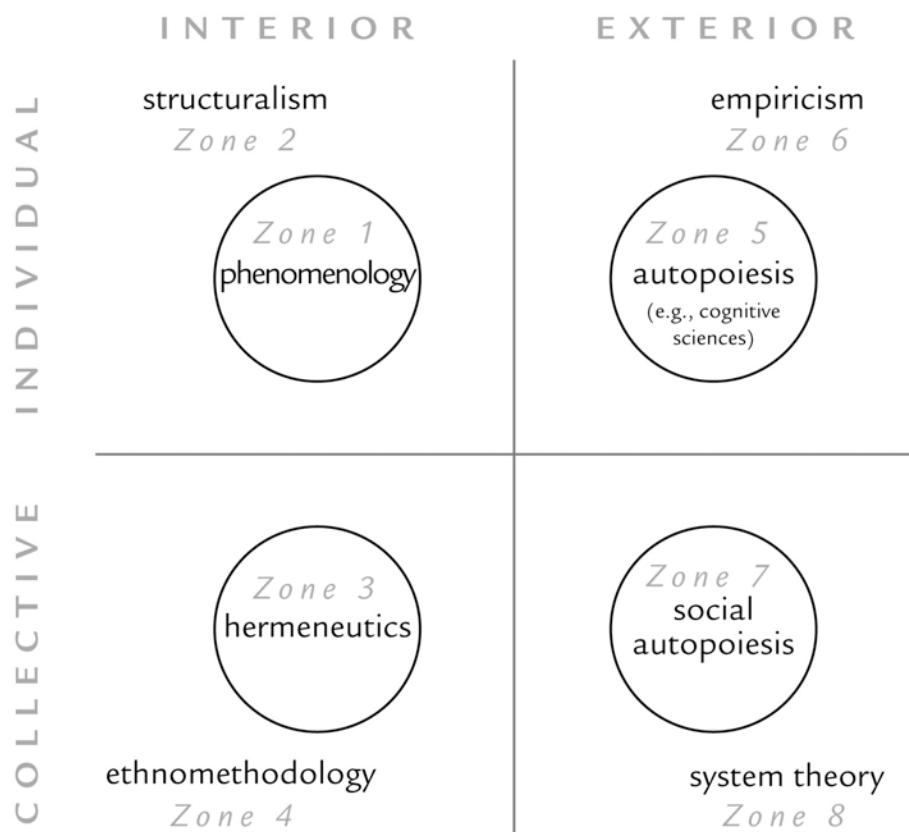 INTERIOR
EXTERIOR
INDIVIDUAL
structuralism
Zone 2
Zone 1
phenomenology
empiricism
Zone 6
Zone 5
autopoiesis
(e.g., cognitive
sciences)
COLLECTIVE
Zone 3
hermeneutics
ethnomethodology
Zone 4
Zone 7
social
autopoiesis
system theory
Zone 8